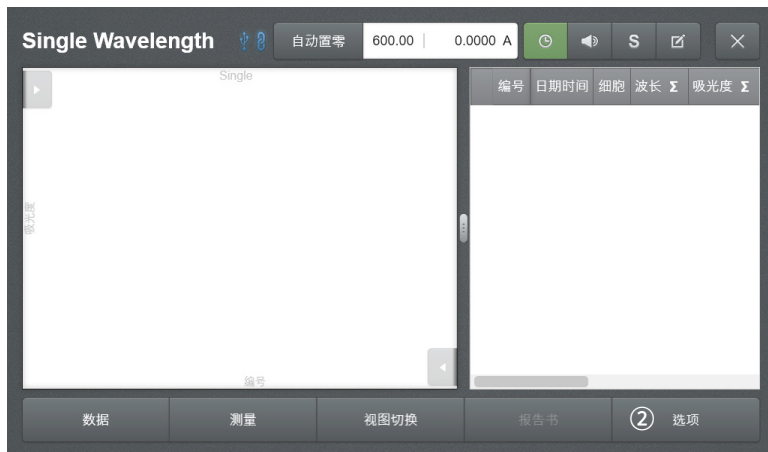 Single Wavelength 自动置零 600.00 0.0000 A S
Single
编号 日期时间 细胞 波长 Σ 吸光度 Σ
吸光度
编号
数据 测量 视图切换 报告书 ② 选项